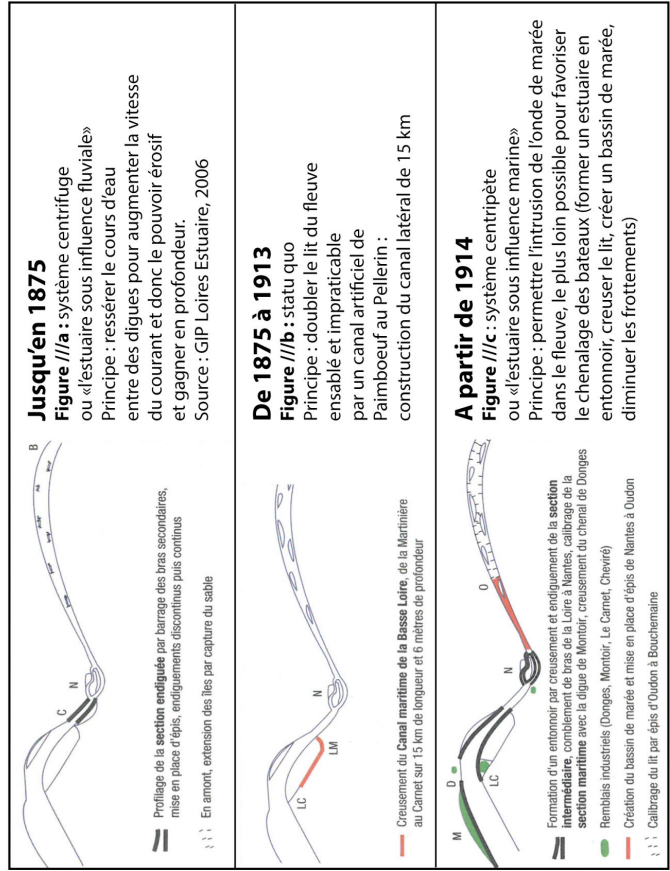 Jusqu'en 1875
Figure ///a : système centrifuge
ou «l'estuaire sous influence fluviale»
Principe : ressérer le cours d'eau
entre des digues pour augmenter la vitesse
du courant et donc le pouvoir érosif
et gagner en profondeur.
Source : GIP Loires Estuaire, 2006
B
N
C
Profilage de la section endiguée par barrage des bras secondaires,
mise en place d'épis, endiguements discontinus puis continus
En amont, extension des îles par capture du sable
De 1875 à 1913
Figure ///b : statu quo
Principe : doubler le lit du fleuve
ensablé et impraticable
par un canal artificiel de
Paimboeuf au Pellerin :
construction du canal latéral de 15 km
N
LM
LC
Creusement du Canal maritime de la Basse Loire, de la Martinière
au Carnet sur 15 km de longueur et 6 mètres de profondeur
A partir de 1914
Figure ///c : système centripète
ou «l'estuaire sous influence marine»
Principe : permettre l'intrusion de l'onde de marée
dans le fleuve, le plus loin possible pour favoriser
le chenalage des bateaux (former un estuaire en
entonnoir, creuser le lit, créer un bassin de marée,
diminuer les frottements)
O
N
D
LC
M
Formation d'un entonnoir par creusement et endiguement de la section
intermédiaire, comblement de bras de la Loire à Nantes, calibrage de la
section maritime avec la digue de Montoir, creusement du chenal de Donges
Remblais industriels (Donges, Montoir, Le Carnet, Cheviré)
Création du bassin de marée et mise en place d'épis de Nantes à Oudon
Calibrage du lit par épis d'Oudon à Bouchemaine